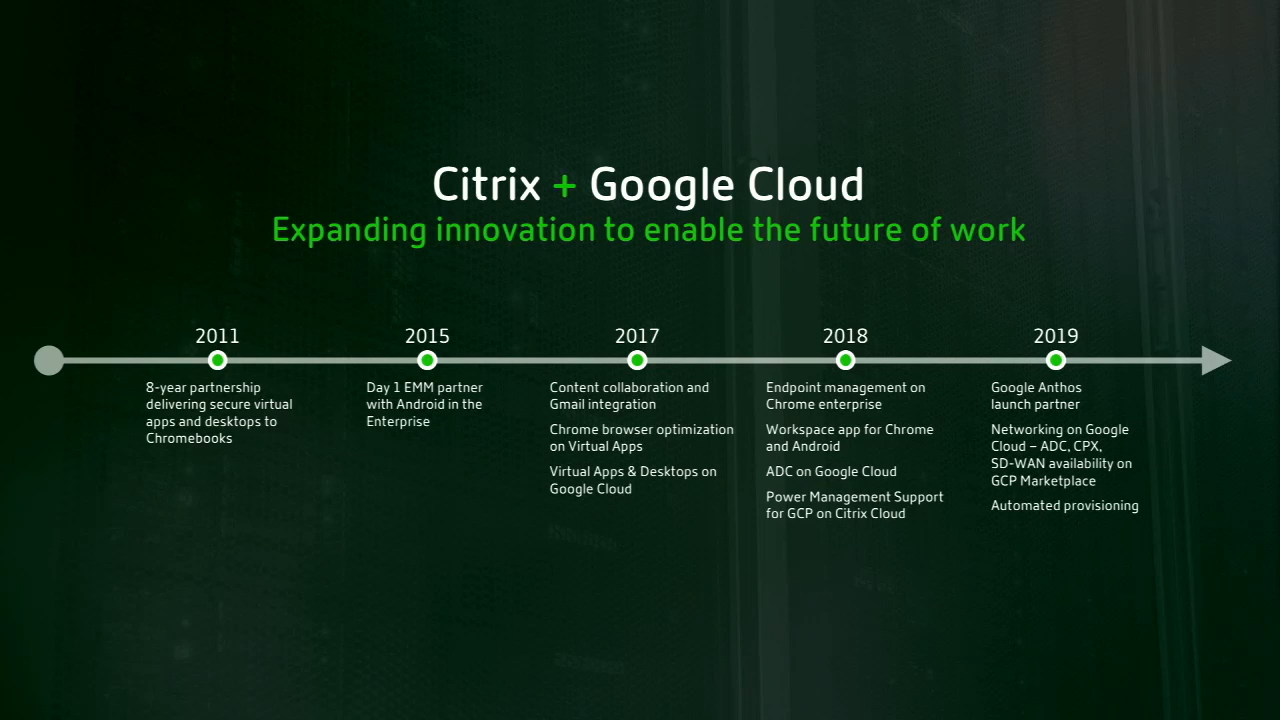 Citrix + Google Cloud
Expanding innovation to enable the future of work
2011
8-year partnership
delivering secure virtual
apps and desktops to
Chromebooks
2015
Day 1 EMM partner
with Android in the
Enterprise
2017
Content collaboration and
Gmail integration
Chrome browser optimization
on Virtual Apps
Virtual Apps & Desktops on
Google Cloud
2018
Endpoint management on
Chrome enterprise
Workspace app for Chrome
and Android
ADC on Google Cloud
Power Management Support
for GCP on Citrix Cloud
2019
Google Anthos
launch partner
Networking on Google
Cloud – ADC, CPX,
SD-WAN availability on
GCP Marketplace
Automated provisioning